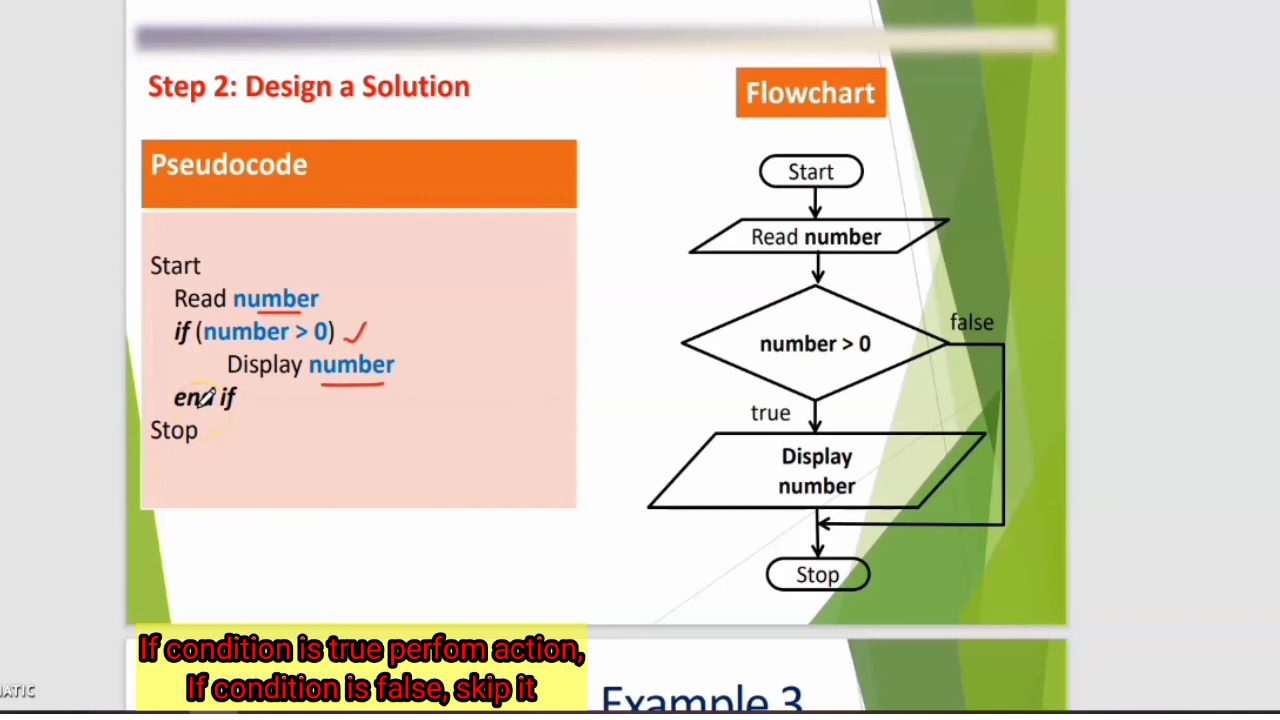 Step 2: Design a Solution
Flowchart
Pseudocode
Start
Read number
if (number > 0)
Display number
end if
Stop
Start
Read number
number > 0
false
true
Display
number
Stop
If condition is true perfom action,
If condition is false, skip it
Example 3
MATIC